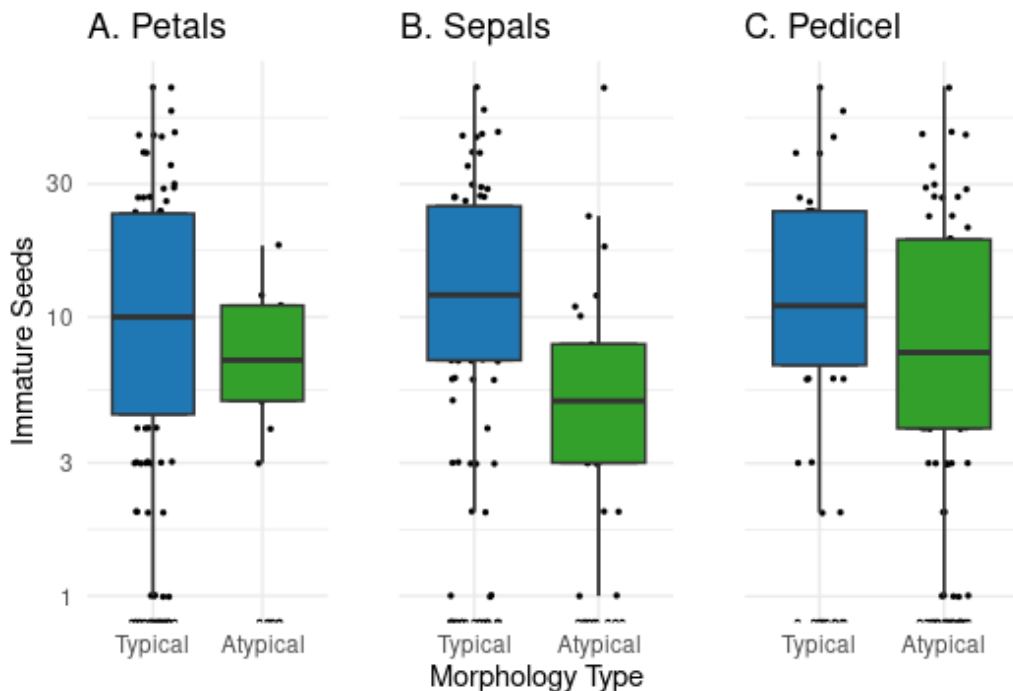 A. Petals
B. Sepals
C. Pedicel
Immature Seeds
30
10
3
1
Typical
Atypical
Typical
Atypical
Typical
Atypical
Morphology Type